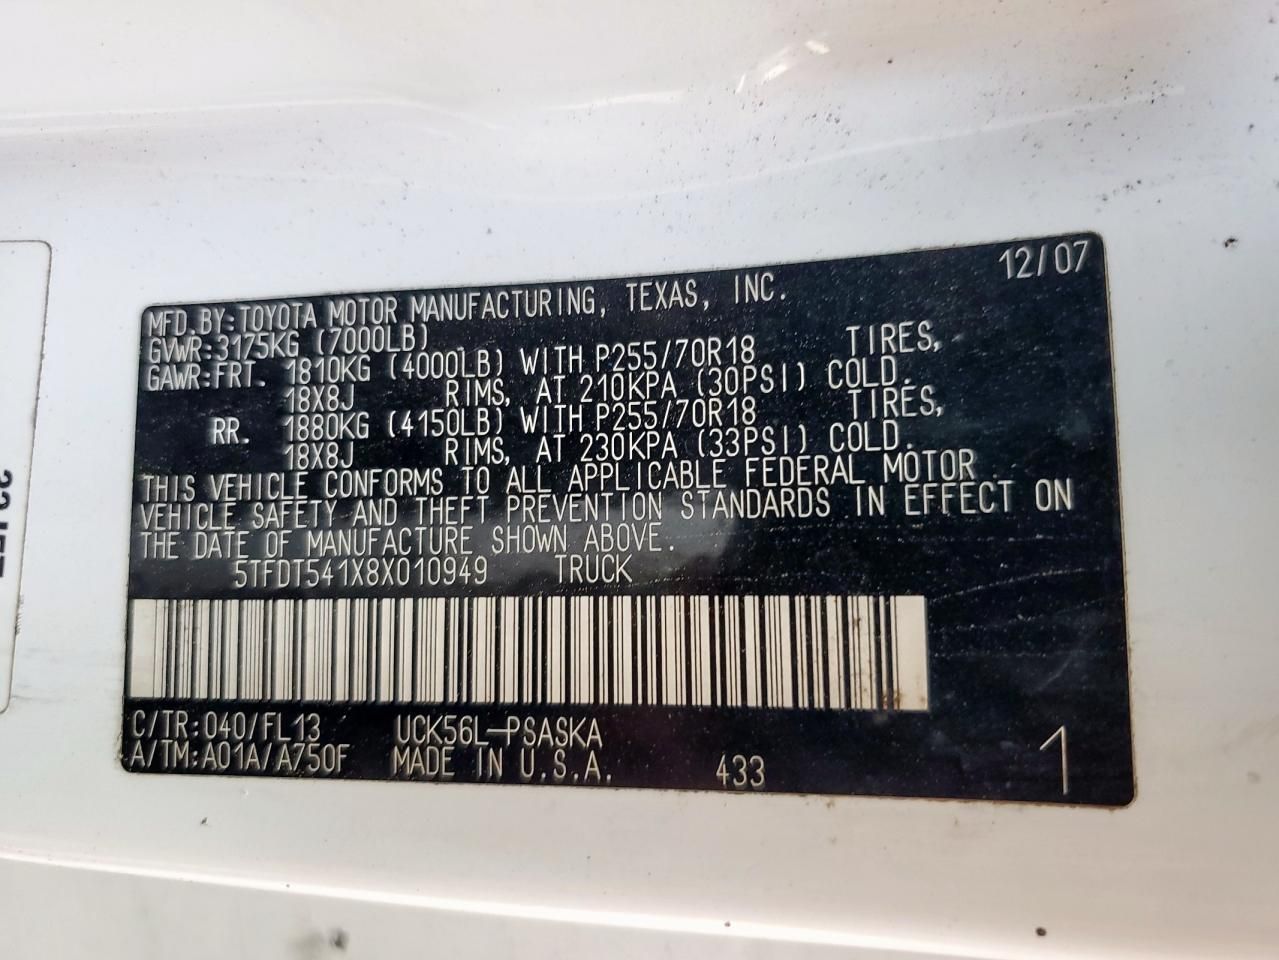 12/07
MFD.BY:TOYOTA MOTOR MANUFACTURING, TEXAS, INC.
GVWR:3175KG (7000LB)
GAWR:FRT. 1810KG (4000LB) WITH P255/70R18 TIRES,
18X8J RIMS, AT 210KPA (30PSI) COLD.
RR. 1880KG (4150LB) WITH P255/70R18 TIRES,
18X8J RIMS, AT 230KPA (33PSI) COLD.
THIS VEHICLE CONFORMS TO ALL APPLICABLE FEDERAL MOTOR
VEHICLE SAFETY AND THEFT PREVENTION STANDARDS IN EFFECT ON
THE DATE OF MANUFACTURE SHOWN ABOVE.
5TFDT541X8X010949 TRUCK
C/TR:040/FL13 UCK56L-PSASKA
A/TM:A01A/A750F MADE IN U.S.A. 433 1